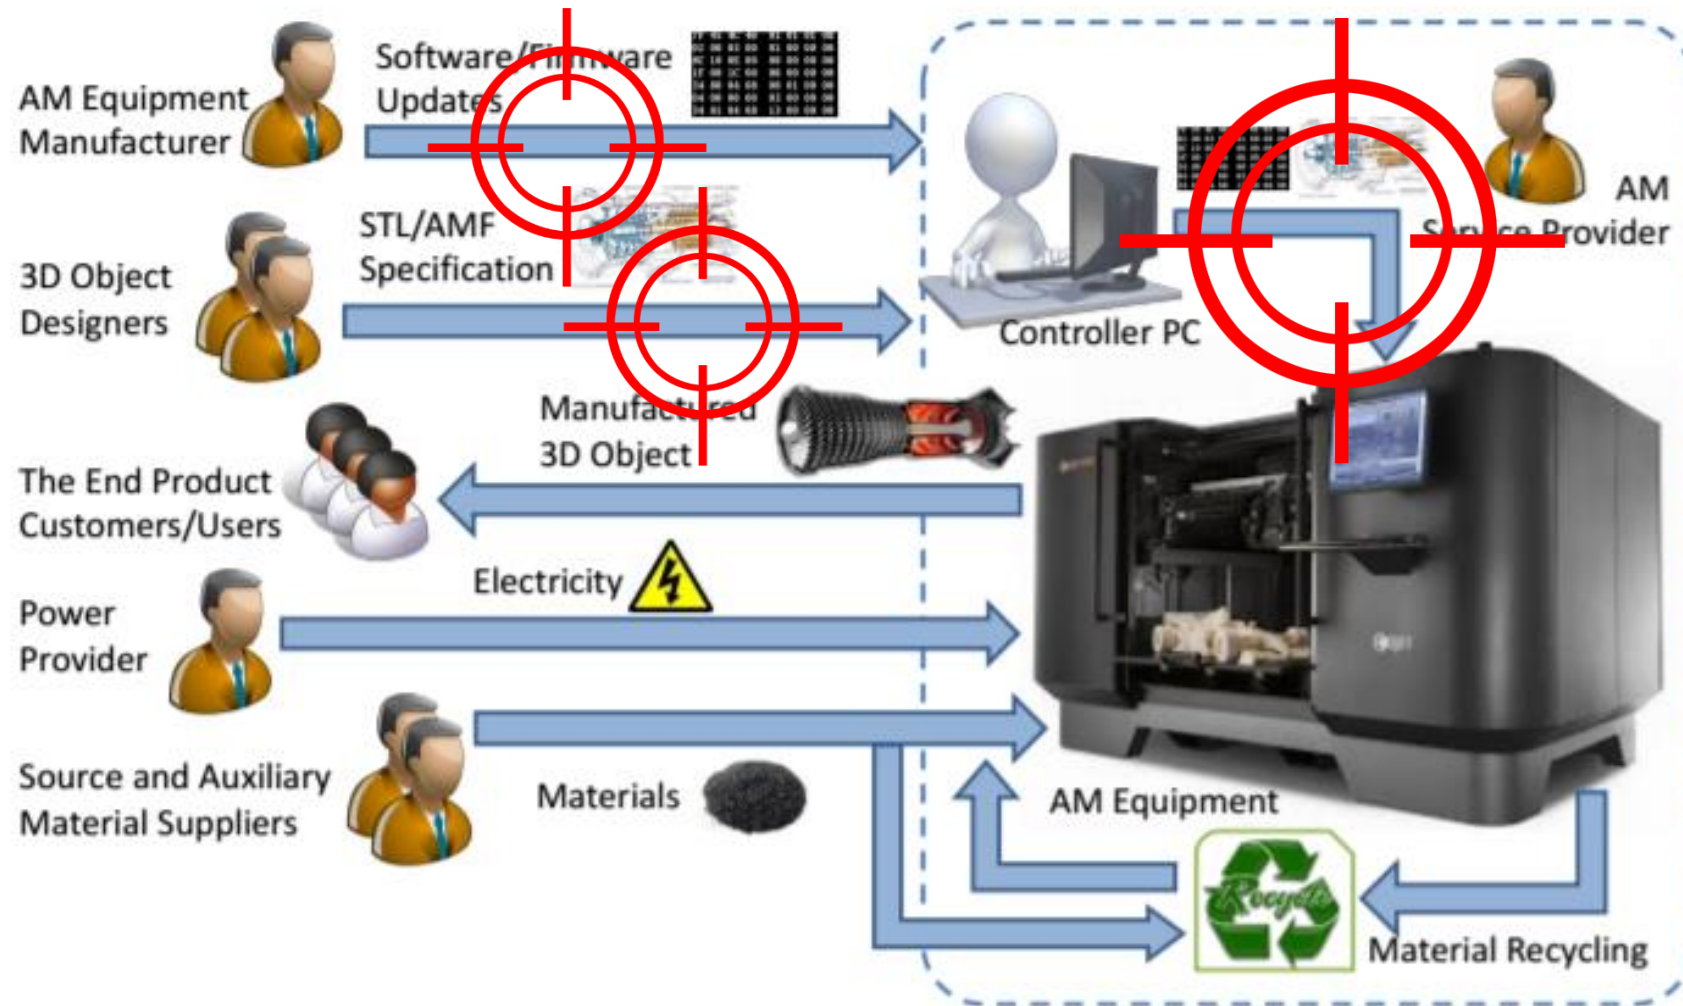 AM Equipment
Manufacturer
Software/Firmware
Updates
AM
Service Provider
3D Object
Designers
STL/AMF
Specification
Controller PC
Manufactured
3D Object
The End Product
Customers/Users
Electricity
Power
Provider
Source and Auxiliary
Material Suppliers
Materials
AM Equipment
Recycle
Material Recycling